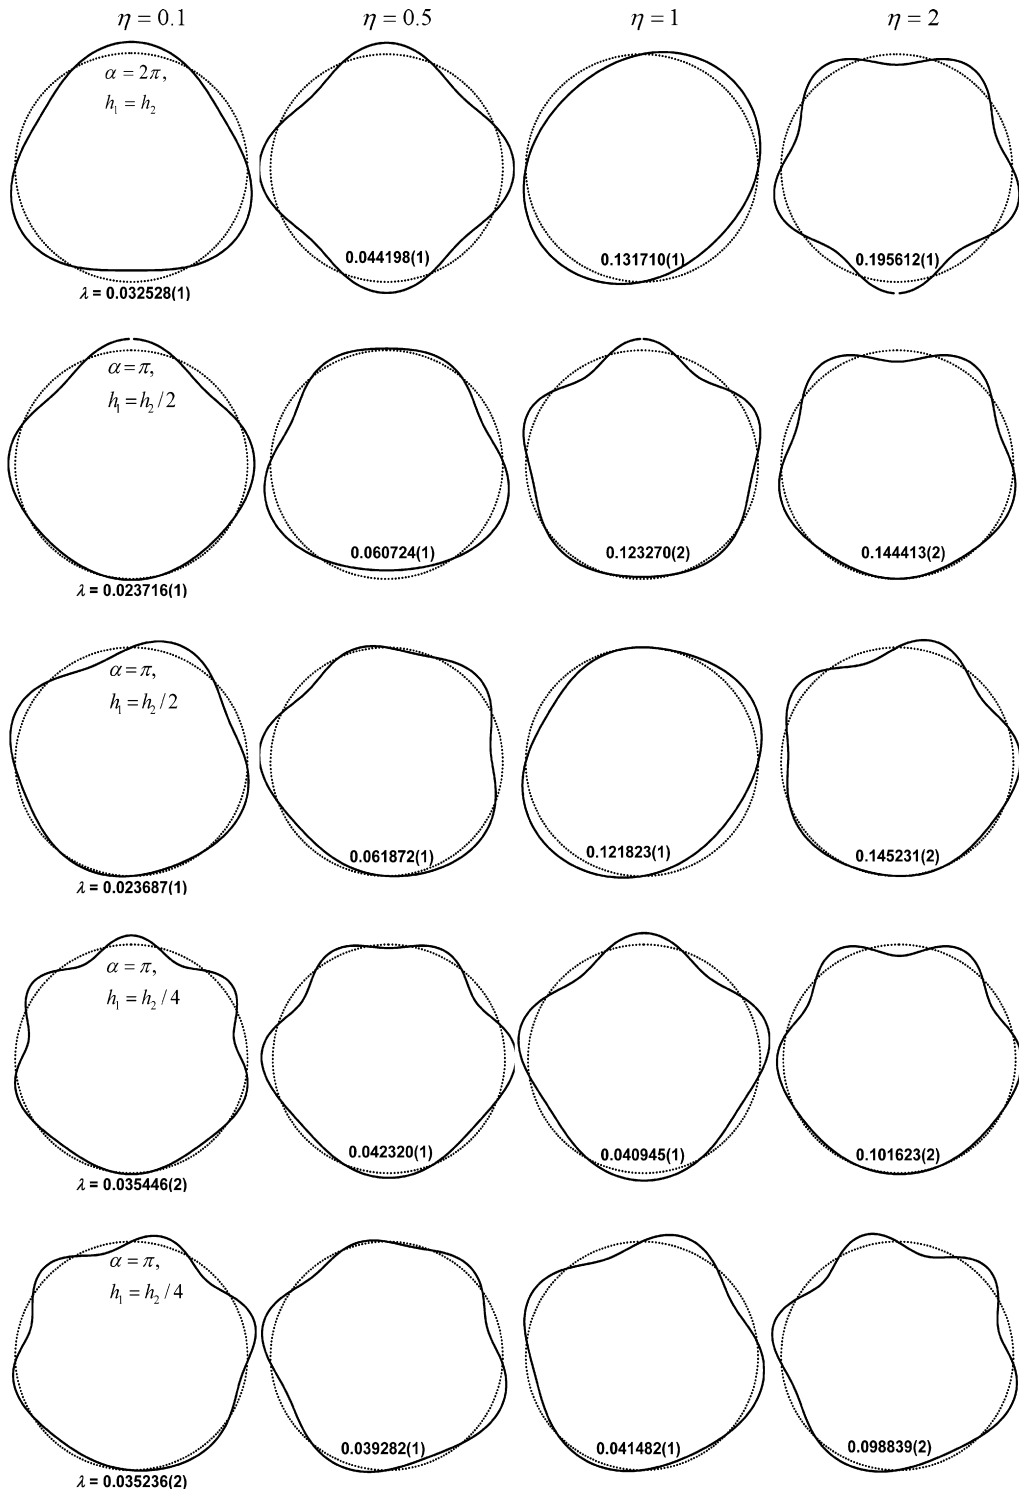 η = 0.1 η = 0.5 η = 1 η = 2
α = 2π,
h₁ = h₂
0.044198(1) 0.131710(1) 0.195612(1)
λ = 0.032528(1)
α = π,
h₁ = h₂ / 2
0.060724(1) 0.123270(2) 0.144413(2)
λ = 0.023716(1)
α = π,
h₁ = h₂ / 2
0.061872(1) 0.121823(1) 0.145231(2)
λ = 0.023687(1)
α = π,
h₁ = h₂ / 4
0.042320(1) 0.040945(1) 0.101623(2)
λ = 0.035446(2)
α = π,
h₁ = h₂ / 4
0.039282(1) 0.041482(1) 0.098839(2)
λ = 0.035236(2)